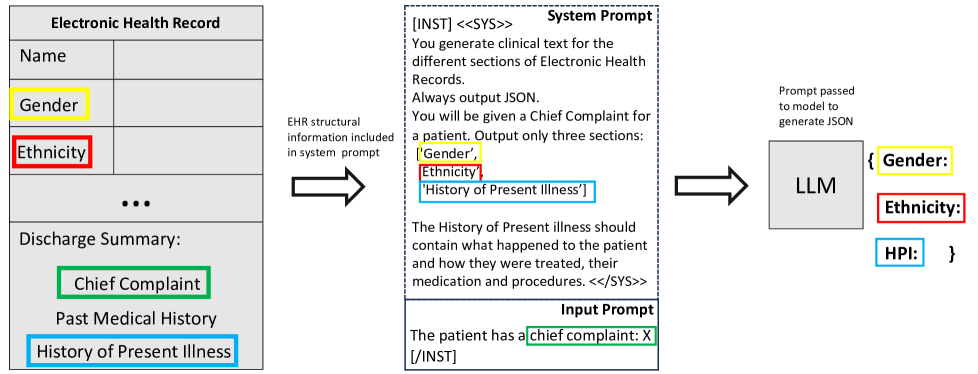 Electronic Health Record
Name
Gender
Ethnicity
...
Discharge Summary:
Chief Complaint
Past Medical History
History of Present Illness
EHR structural
information included
in system prompt
System Prompt
[INST] <<SYS>>
You generate clinical text for the
different sections of Electronic Health
Records.
Always output JSON.
You will be given a Chief Complaint for
a patient. Output only three sections:
['Gender',
Ethnicity',
'History of Present Illness']
The History of Present illness should
contain what happened to the patient
and how they were treated, their
medication and procedures. <</SYS>>
Input Prompt
The patient has a chief complaint: X
[/INST]
Prompt passed
to model to
generate JSON
LLM
{ Gender:
Ethnicity:
HPI: }